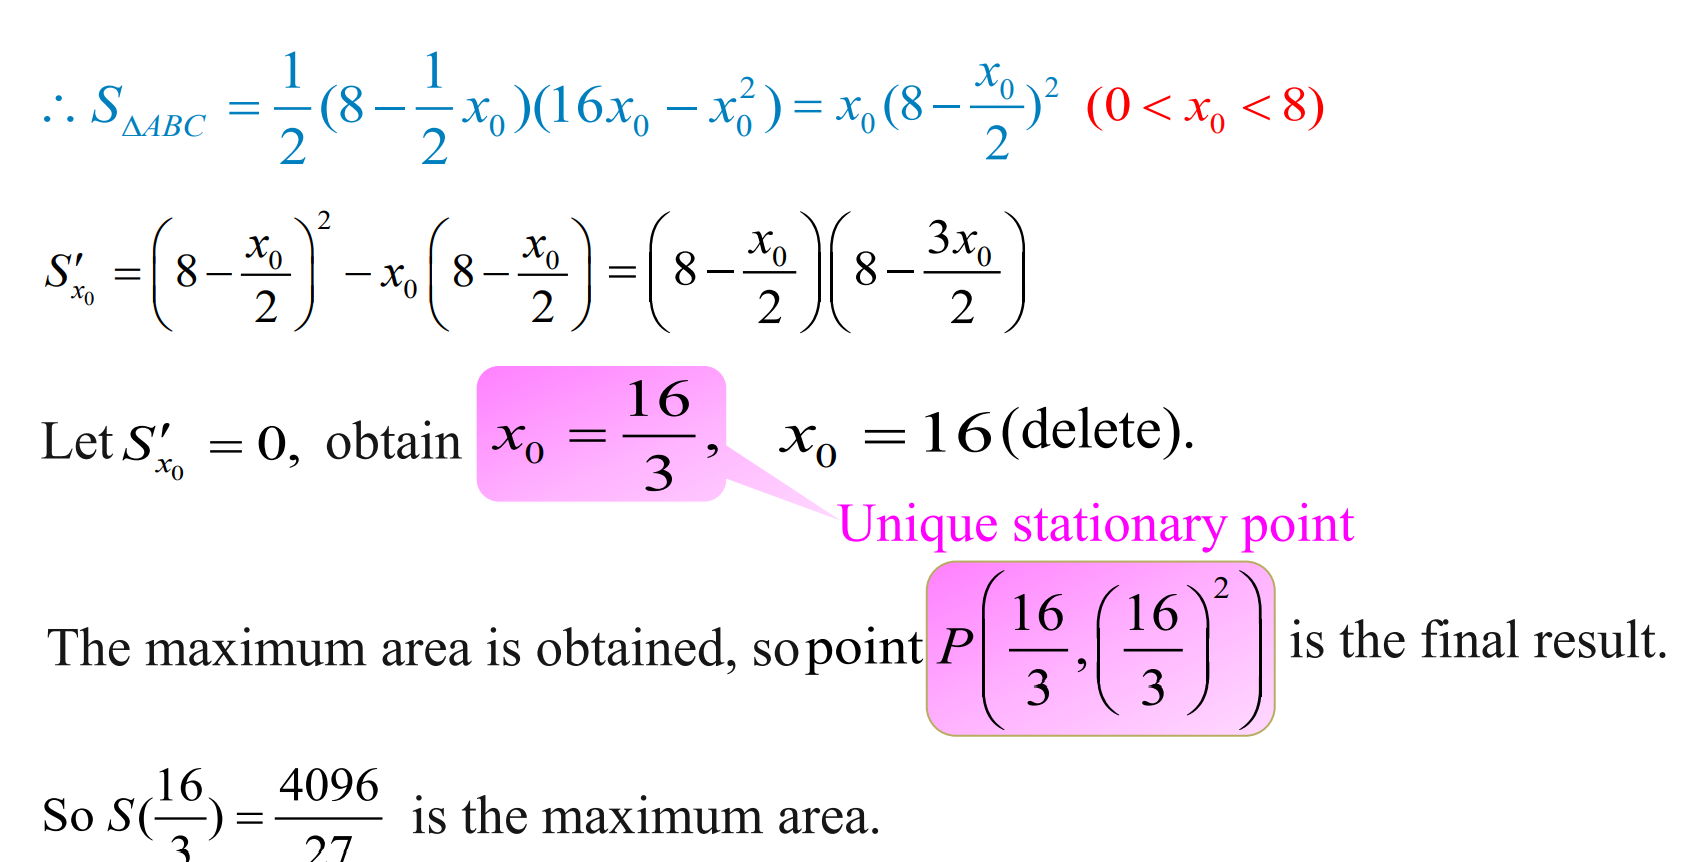 ∴ S_{ΔABC} = \frac{1}{2}(8 − \frac{1}{2}x_0)(16x_0 − x_0^2) = x_0(8 − \frac{x_0}{2})^2 (0 < x_0 < 8)
S'_{x_0} = \left(8 − \frac{x_0}{2}\right)^2 − x_0\left(8 − \frac{x_0}{2}\right) = \left(8 − \frac{x_0}{2}\right)\left(8 − \frac{3x_0}{2}\right)
Let S'_{x_0} = 0, obtain x_0 = \frac{16}{3}, x_0 = 16 (delete).
Unique stationary point
The maximum area is obtained, so point P\left(\frac{16}{3}, \left(\frac{16}{3}\right)^2\right) is the final result.
So S(\frac{16}{3}) = \frac{4096}{27} is the maximum area.